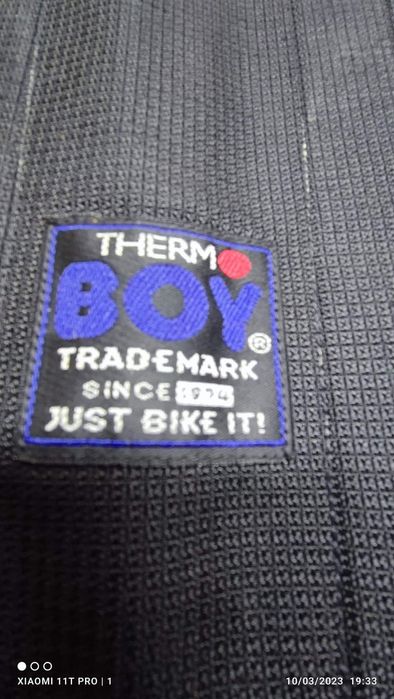 THERMO
BOY®
TRADEMARK
SINCE 1974
JUST BIKE IT!
XIAOMI 11T PRO | 1
10/03/2023 19:33